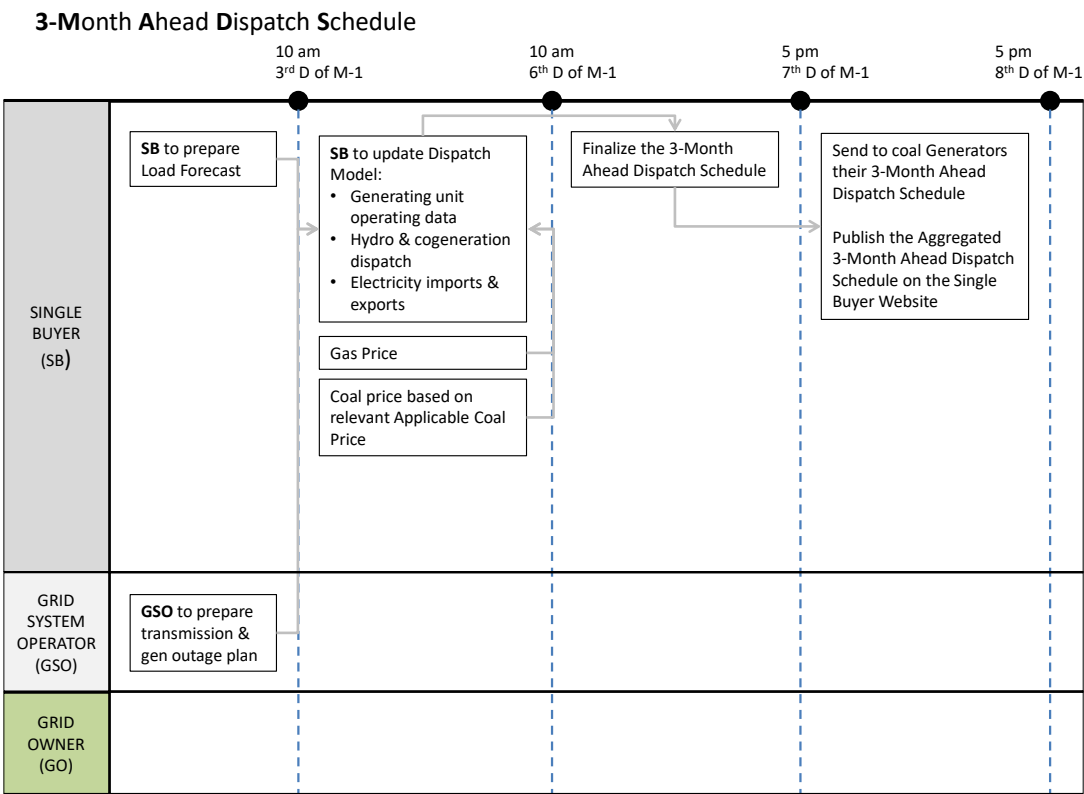 3-Month Ahead Dispatch Schedule
10 am
3rd D of M-1
10 am
6th D of M-1
5 pm
7th D of M-1
5 pm
8th D of M-1
SINGLE
BUYER
(SB)
SB to prepare
Load Forecast
SB to update Dispatch
Model:
• Generating unit
operating data
• Hydro & cogeneration
dispatch
• Electricity imports &
exports
Gas Price
Coal price based on
relevant Applicable Coal
Price
Finalize the 3-Month
Ahead Dispatch Schedule
Send to coal Generators
their 3-Month Ahead
Dispatch Schedule
Publish the Aggregated
3-Month Ahead Dispatch
Schedule on the Single
Buyer Website
GRID
SYSTEM
OPERATOR
(GSO)
GSO to prepare
transmission &
gen outage plan
GRID
OWNER
(GO)